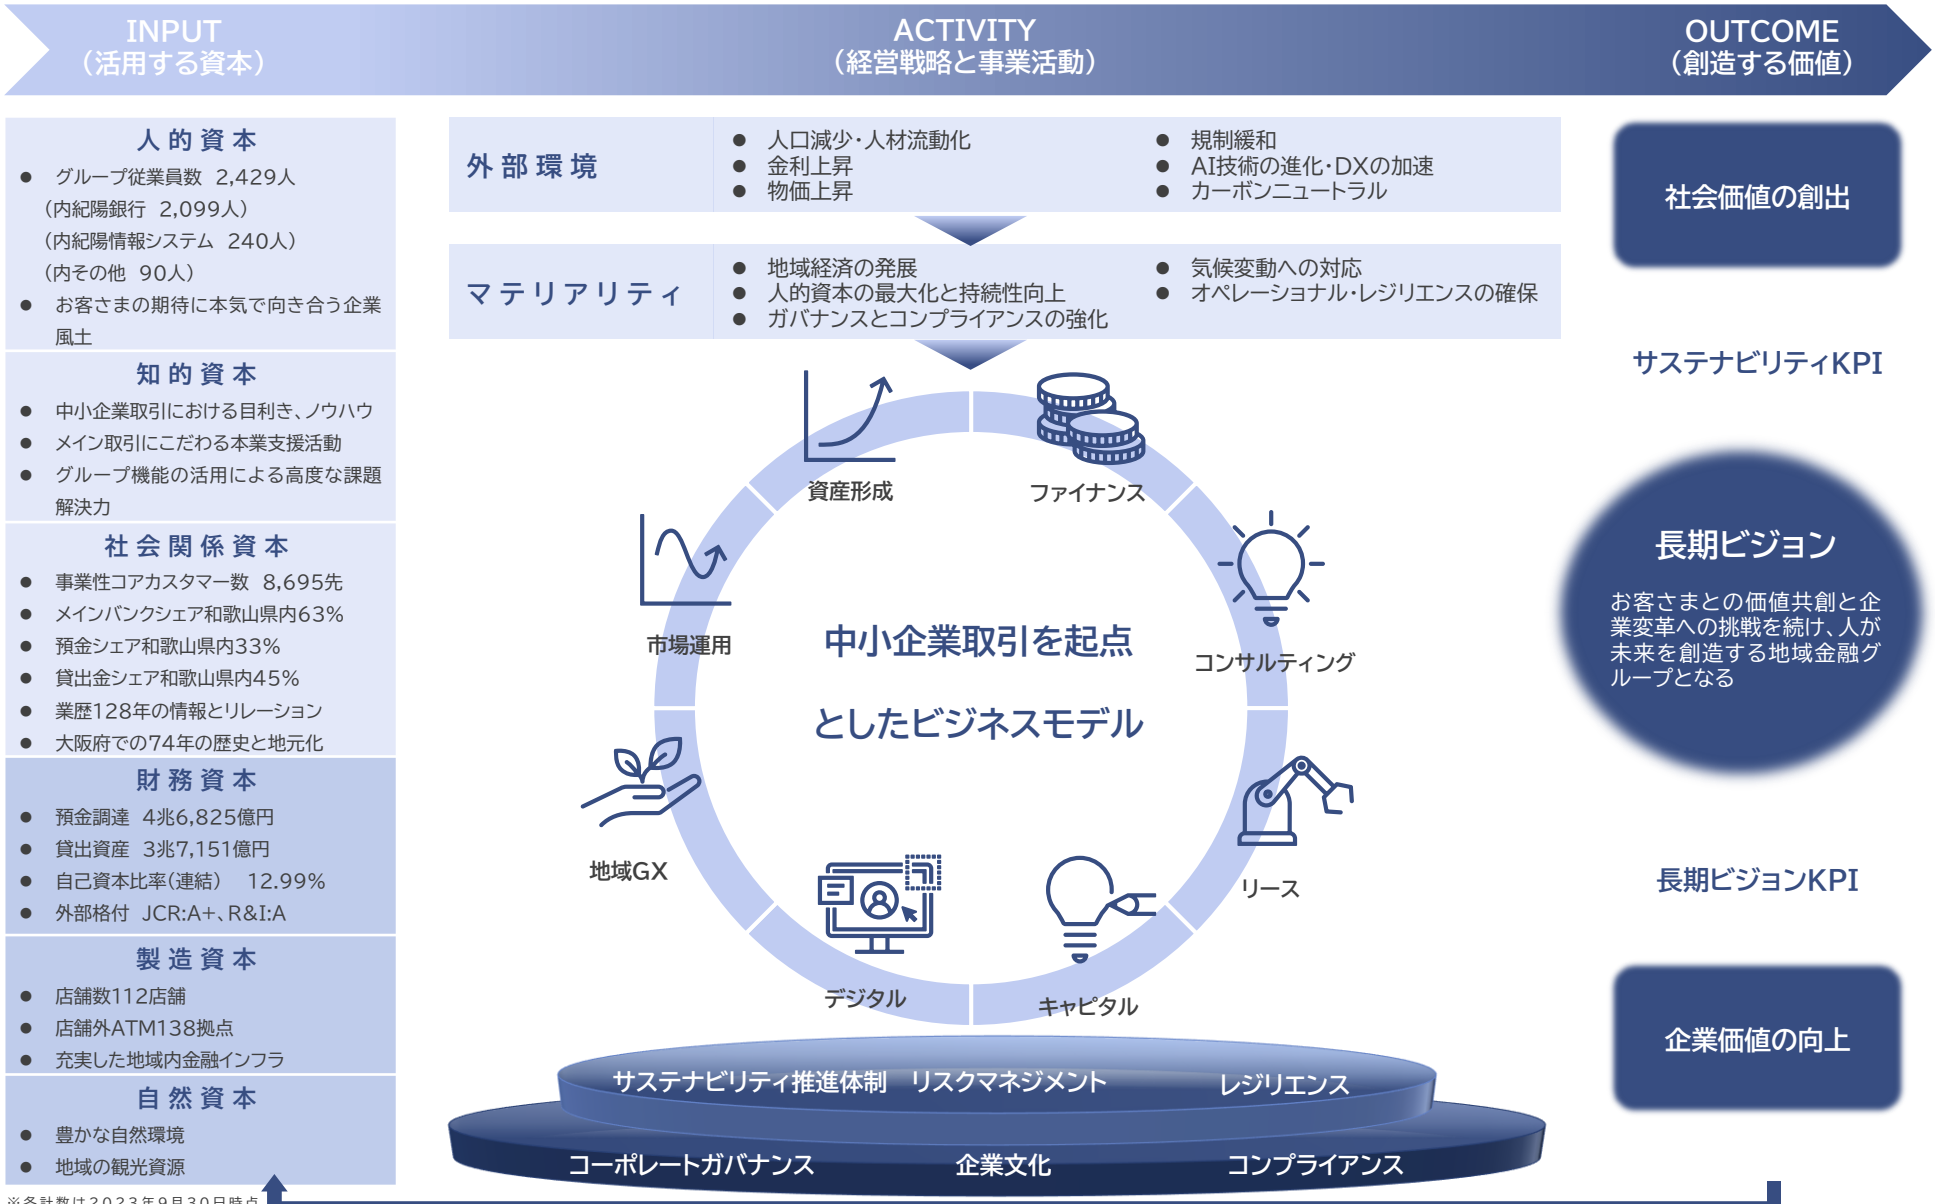 INPUT
(活用する資本)
ACTIVITY
(経営戦略と事業活動)
OUTCOME
(創造する価値)
人的資本
● グループ従業員数 2,429人
(内紀陽銀行 2,099人)
(内紀陽情報システム 240人)
(内その他 90人)
● お客さまの期待に本気で向き合う企業
風土
知的資本
● 中小企業取引における目利き、ノウハウ
● メイン取引にこだわる本業支援活動
● グループ機能の活用による高度な課題
解決力
社会関係資本
● 事業性コアカスタマー数 8,695先
● メインバンクシェア和歌山県内63%
● 預金シェア和歌山県内33%
● 貸出金シェア和歌山県内45%
● 業歴128年の情報とリレーション
● 大阪府での74年の歴史と地元化
財務資本
● 預金調達 4兆6,825億円
● 貸出資産 3兆7,151億円
● 自己資本比率(連結) 12.99%
● 外部格付 JCR:A+、R&I:A
製造資本
● 店舗数112店舗
● 店舗外ATM138拠点
● 充実した地域内金融インフラ
自然資本
● 豊かな自然環境
● 地域の観光資源
※各計数は2023年9月30日時点
外部環境
● 人口減少・人材流動化
● 金利上昇
● 物価上昇
● 規制緩和
● AI技術の進化・DXの加速
● カーボンニュートラル
マテリアリティ
● 地域経済の発展
● 人的資本の最大化と持続性向上
● ガバナンスとコンプライアンスの強化
● 気候変動への対応
● オペレーショナル・レジリエンスの確保
資産形成
ファイナンス
市場運用
コンサルティング
中小企業取引を起点
としたビジネスモデル
地域GX
リース
デジタル
キャピタル
サステナビリティ推進体制 リスクマネジメント レジリエンス
コーポレートガバナンス 企業文化 コンプライアンス
社会価値の創出
サステナビリティKPI
長期ビジョン
お客さまとの価値共創と企
業変革への挑戦を続け、人が
未来を創造する地域金融グ
ループとなる
長期ビジョンKPI
企業価値の向上